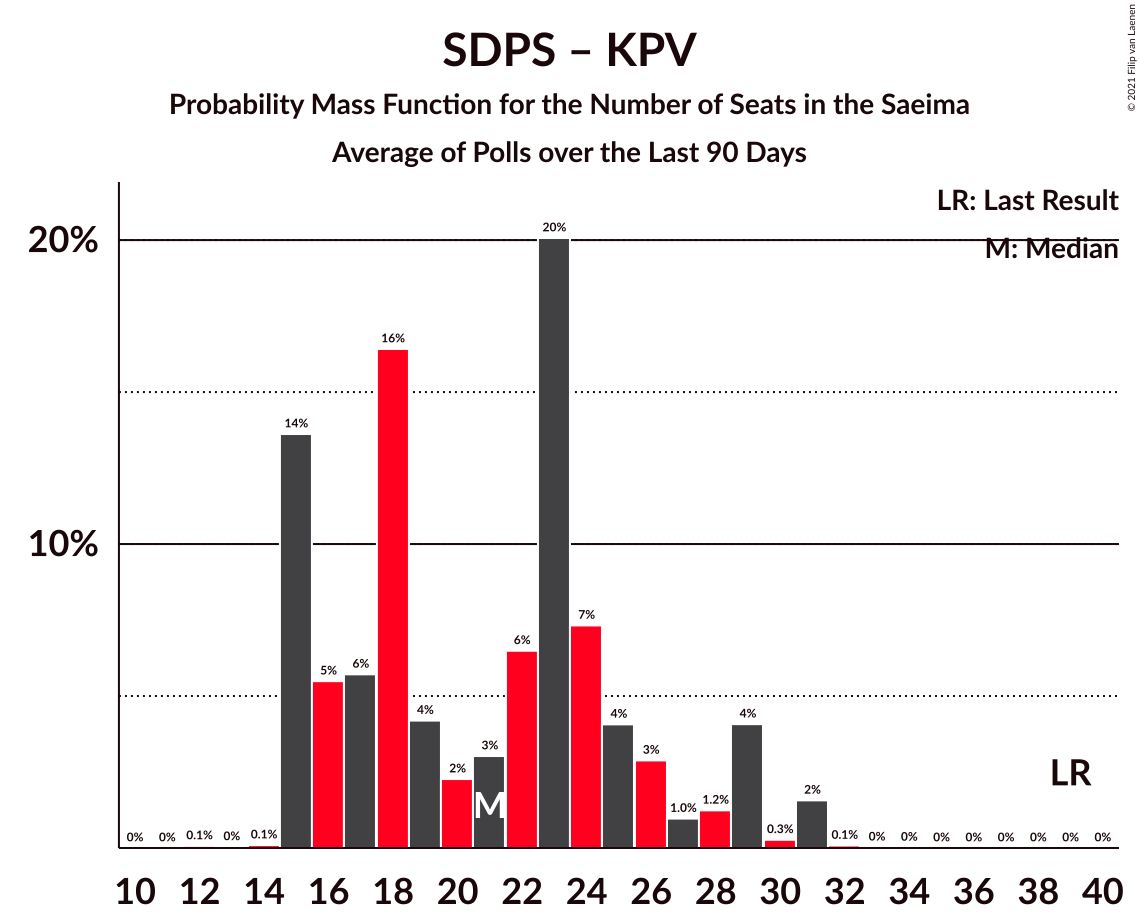 SDPS – KPV
Probability Mass Function for the Number of Seats in the Saeima
Average of Polls over the Last 90 Days
© 2021 Filip van Laenen
LR: Last Result
M: Median
20%
10%
0% 0% 0.1% 0% 0.1% 14% 5% 6% 16% 4% 2% 3% 6% 20% 7% 4% 3% 1.0% 1.2% 4% 0.3% 2% 0.1% 0% 0% 0% 0% 0% 0% 0% 0%
M
LR
10 12 14 16 18 20 22 24 26 28 30 32 34 36 38 40